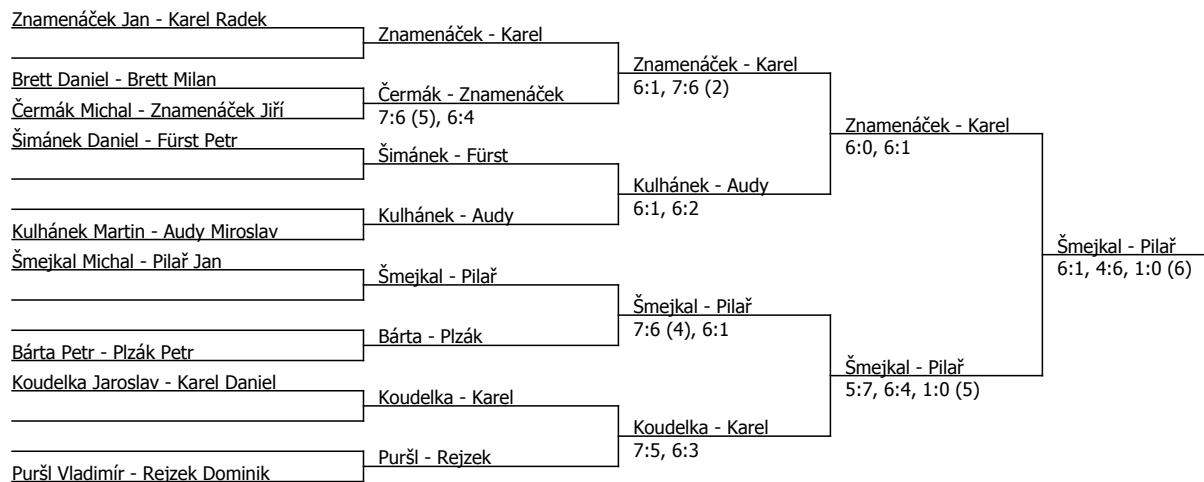 Znamenáček Jan - Karel Radek
Brett Daniel - Brett Milan
Čermák Michal - Znamenáček Jiří
Šimánek Daniel - Fürst Petr
Kulhánek Martin - Audy Miroslav
Šmejkal Michal - Pilař Jan
Bárta Petr - Plzák Petr
Koudelka Jaroslav - Karel Daniel
Puršl Vladimír - Rejzek Dominik
Znamenáček - Karel
Čermák - Znamenáček
7:6 (5), 6:4
Šimánek - Fürst
Kulhánek - Audy
Šmejkal - Pilař
Bárta - Plzák
Koudelka - Karel
Puršl - Rejzek
Znamenáček - Karel
6:1, 7:6 (2)
Kulhánek - Audy
6:1, 6:2
Šmejkal - Pilař
7:6 (4), 6:1
Koudelka - Karel
7:5, 6:3
Znamenáček - Karel
6:0, 6:1
Šmejkal - Pilař
5:7, 6:4, 1:0 (5)
Šmejkal - Pilař
6:1, 4:6, 1:0 (6)